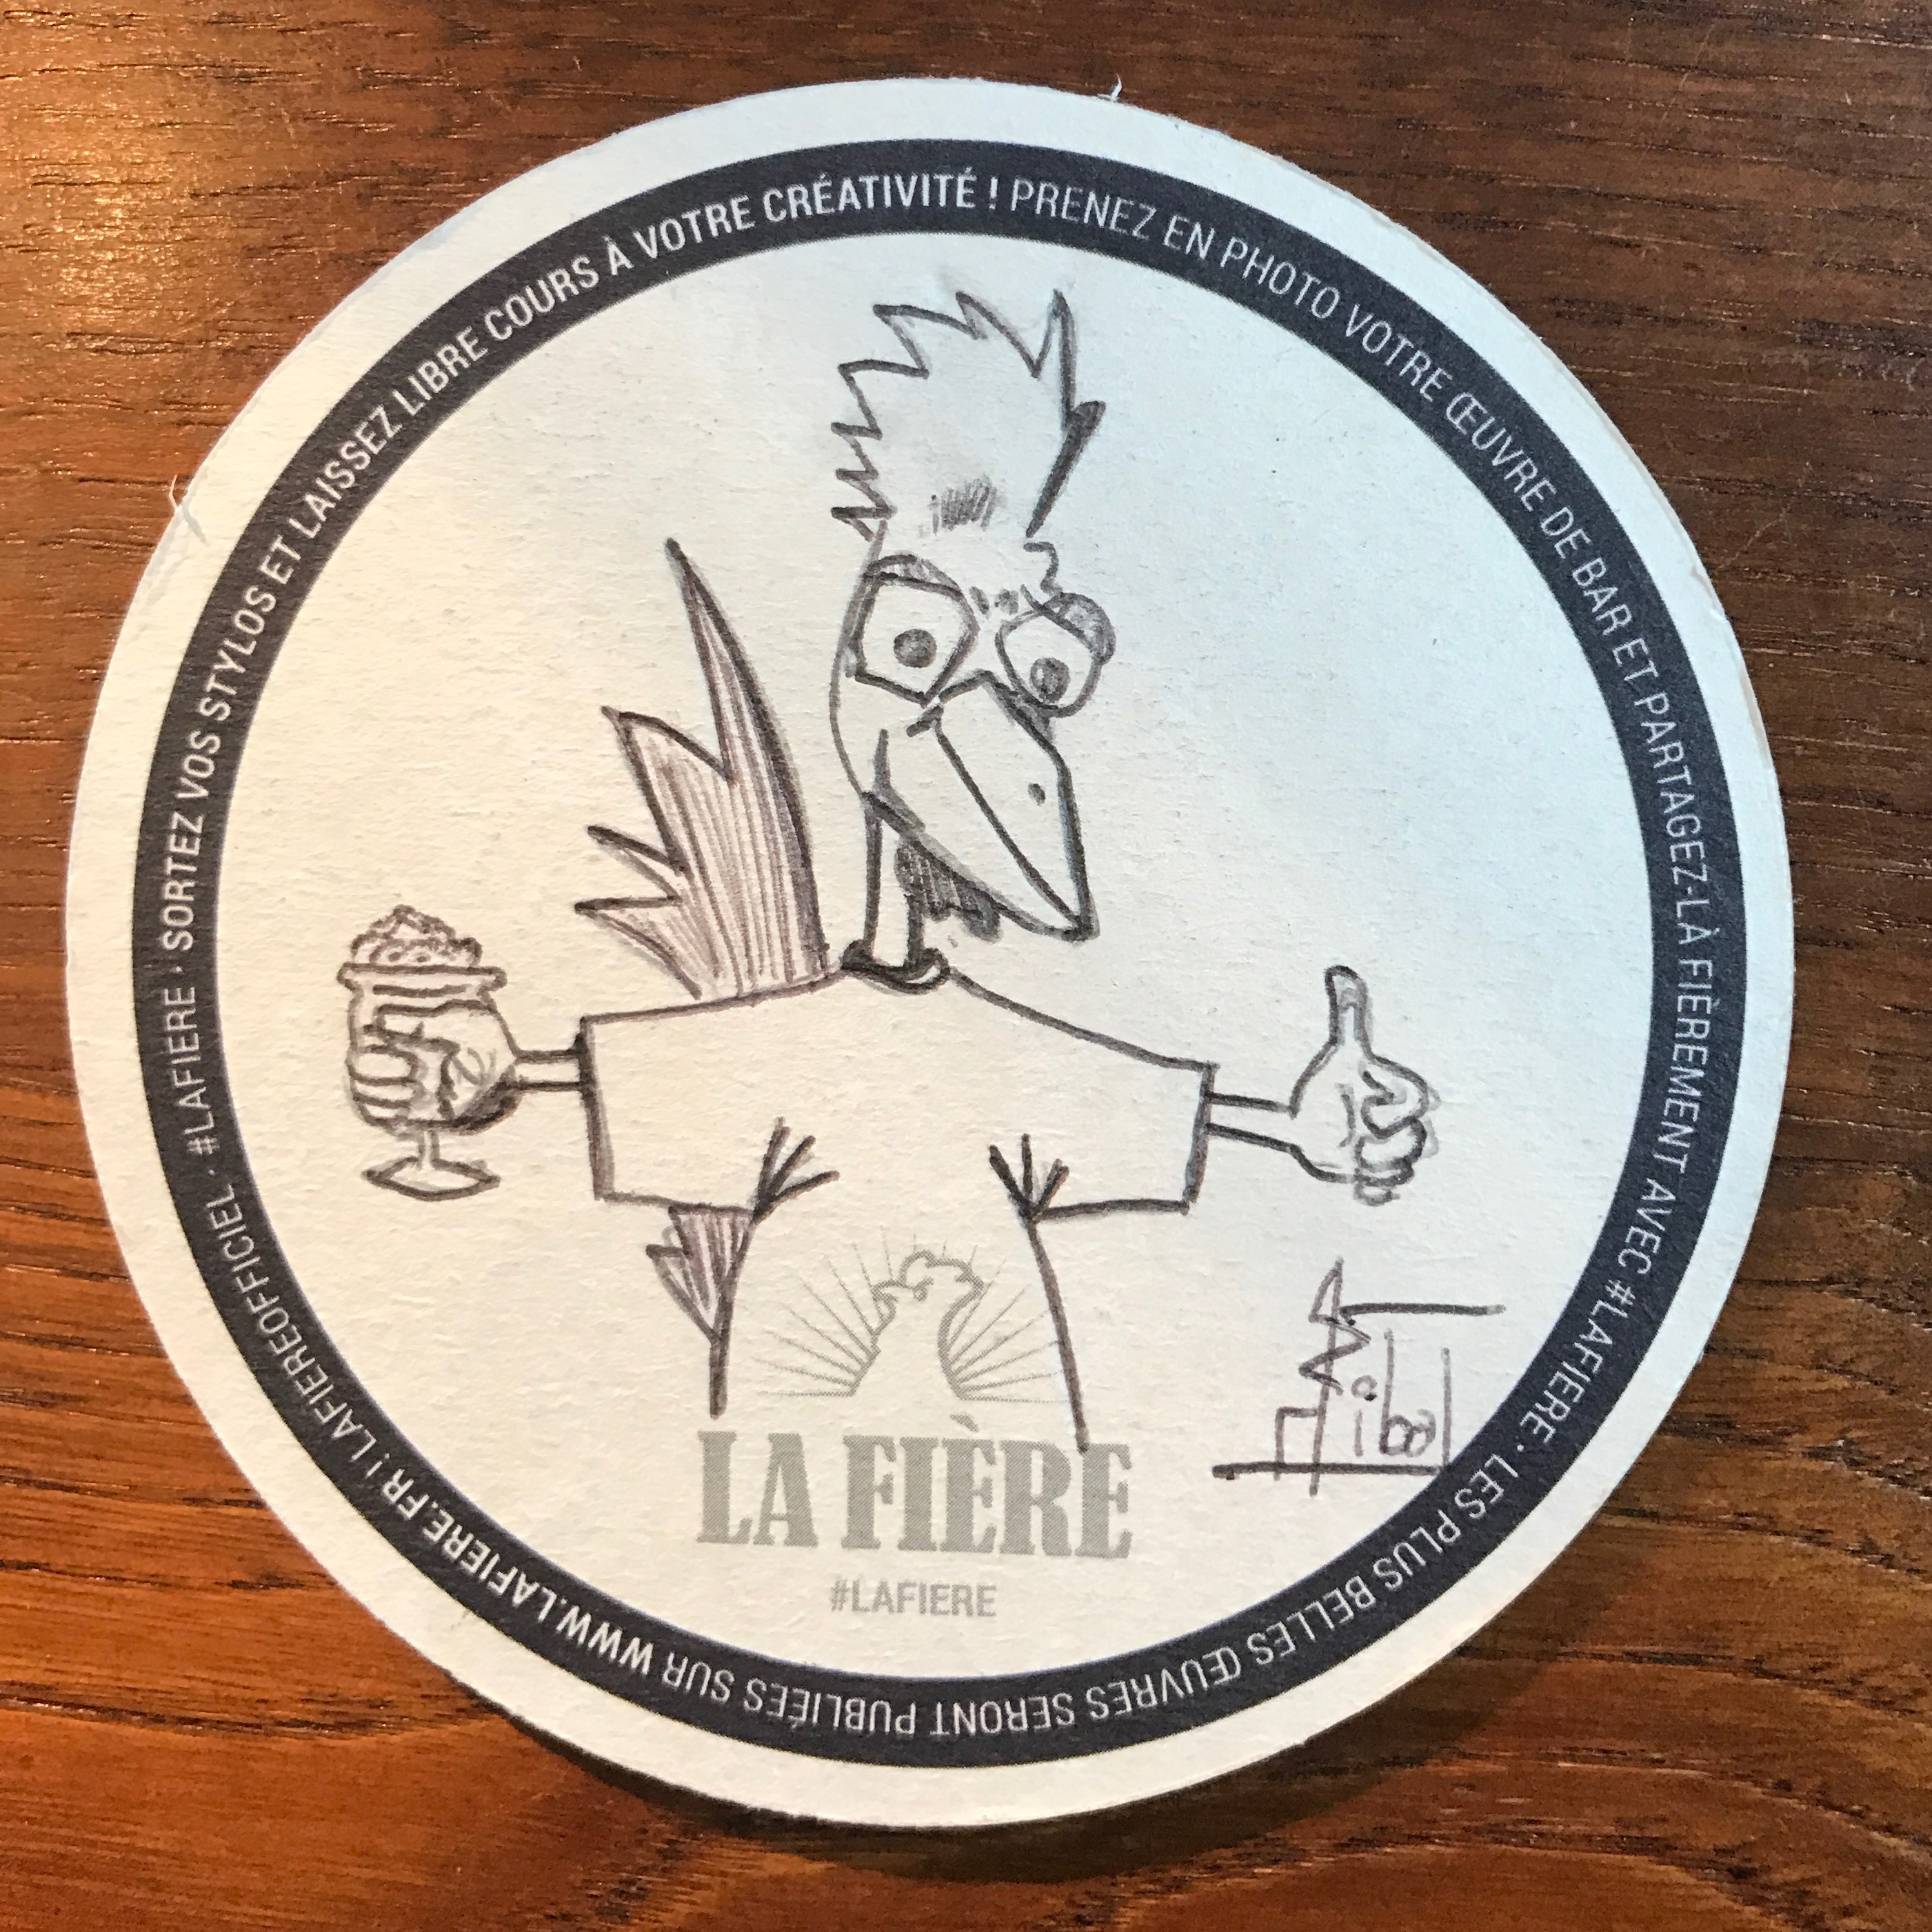 SORTEZ VOS STYLOS ET LAISSEZ LIBRE COURS À VOTRE CRÉATIVITÉ ! PRENEZ EN PHOTO VOTRE ŒUVRE DE BAR ET PARTAGEZ-LÀ FIÈREMENT AVEC #LAFIERE · LES PLUS BELLES ŒUVRES SERONT PUBLIÉES SUR WWW.LAFIERE.FR ! LAFIEREOFFICIEL · #LAFIERE ·
LA FIÈRE
#LAFIERE